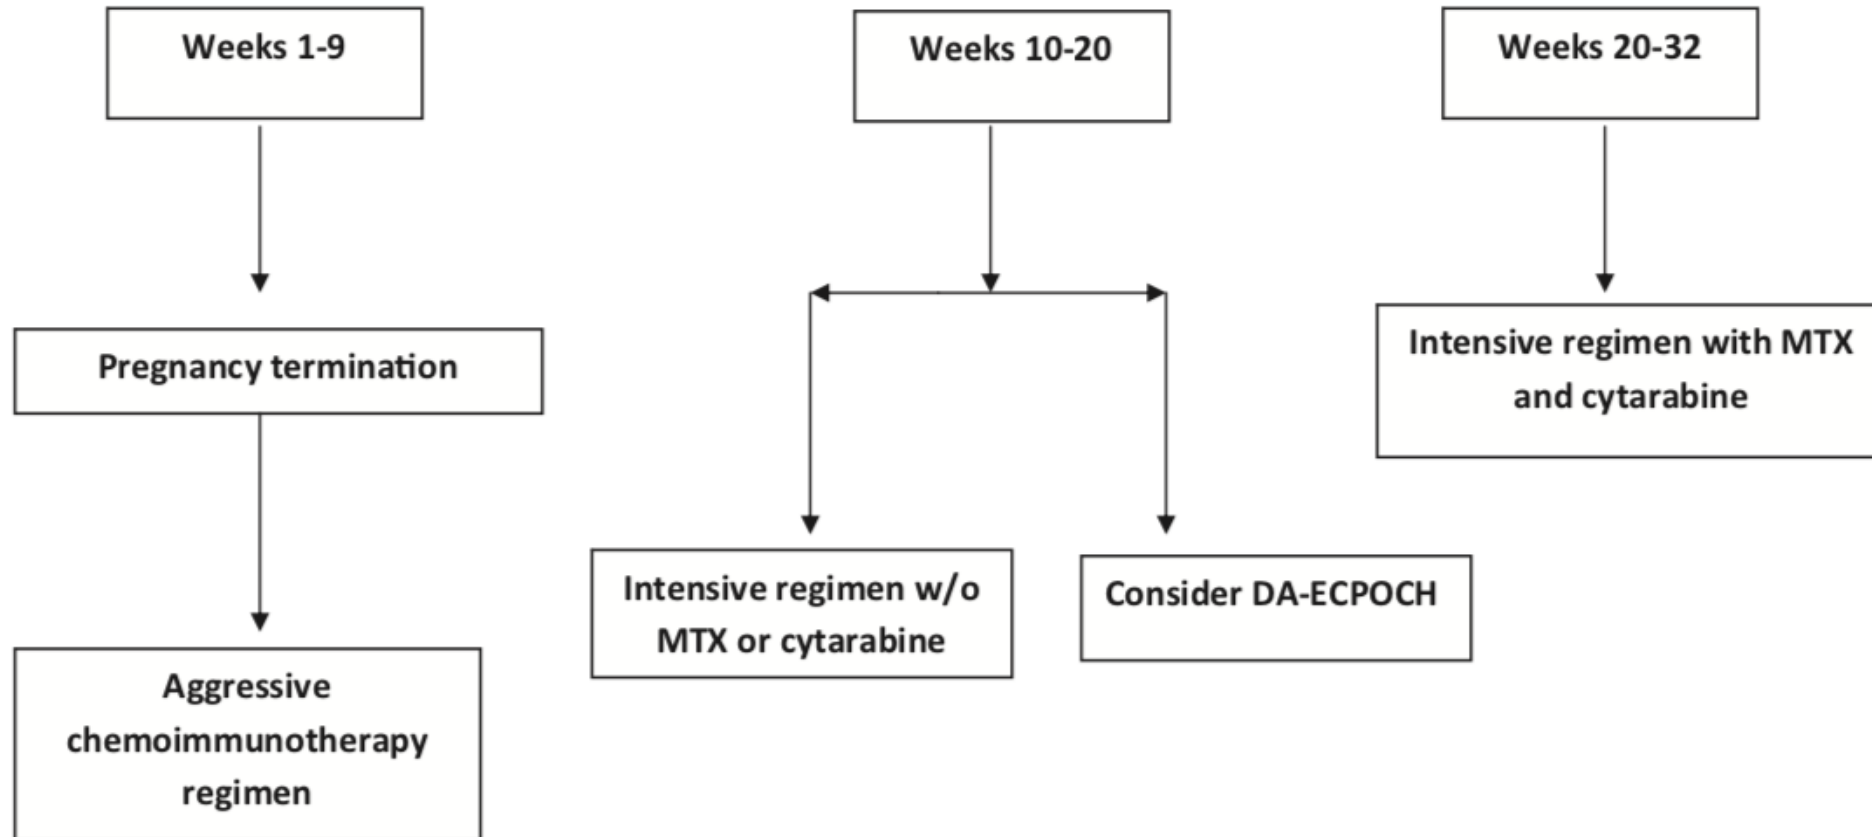 Weeks 1-9
Weeks 10-20
Weeks 20-32
Pregnancy termination
Intensive regimen with MTX
and cytarabine
Intensive regimen w/o
MTX or cytarabine
Consider DA-ECPOCH
Aggressive
chemoimmunotherapy
regimen